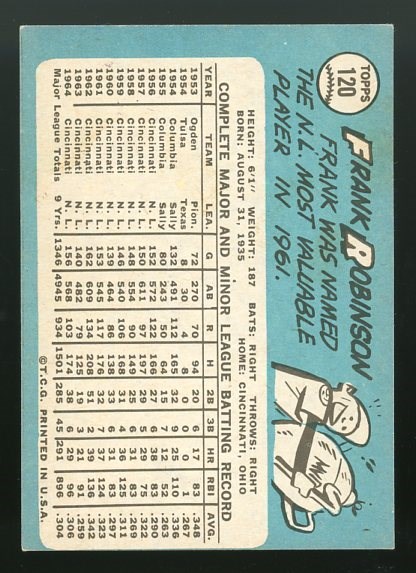 TOPPS
120
FRANK ROBINSON
FRANK WAS NAMED
THE N.L. MOST VALUABLE
PLAYER IN 1961.
HEIGHT: 6'1" WEIGHT: 187 BATS: RIGHT THROWS: RIGHT
BORN: AUGUST 31, 1935 HOME: CINCINNATI, OHIO
COMPLETE MAJOR AND MINOR LEAGUE BATTING RECORD
YEAR TEAM LEA. G AB R H 2B 3B HR RBI AVG.
1953 Ogden Pion. 72 270 70 94 20 6 17 83 .348
1954 Tulsa Texas 8 30 4 8 0 0 0 1 .267
1954 Columbia Sally 132 491 112 165 32 9 25 110 .336
1955 Columbia Sally 80 243 50 64 15 7 12 52 .263
1956 Cincinnati N. L. 152 572 122 166 27 6 38 83 .290
1957 Cincinnati N. L. 150 611 97 197 29 5 29 75 .322
1958 Cincinnati N. L. 148 554 90 149 25 6 31 83 .269
1959 Cincinnati N. L. 146 540 106 168 31 4 36 125 .311
1960 Cincinnati N. L. 139 464 86 138 33 6 31 83 .297
1961 Cincinnati N. L. 153 545 117 176 32 7 37 124 .323
1962 Cincinnati N. L. 162 609 134 208 51 2 39 136 .342
1963 Cincinnati N. L. 140 482 79 125 19 3 21 91 .259
1964 Cincinnati N. L. 156 568 103 174 38 6 29 96 .306
Major League Totals 9 Yrs. 1346 4945 934 1501 285 45 291 896 .304
© T.C.G. PRINTED IN U.S.A.